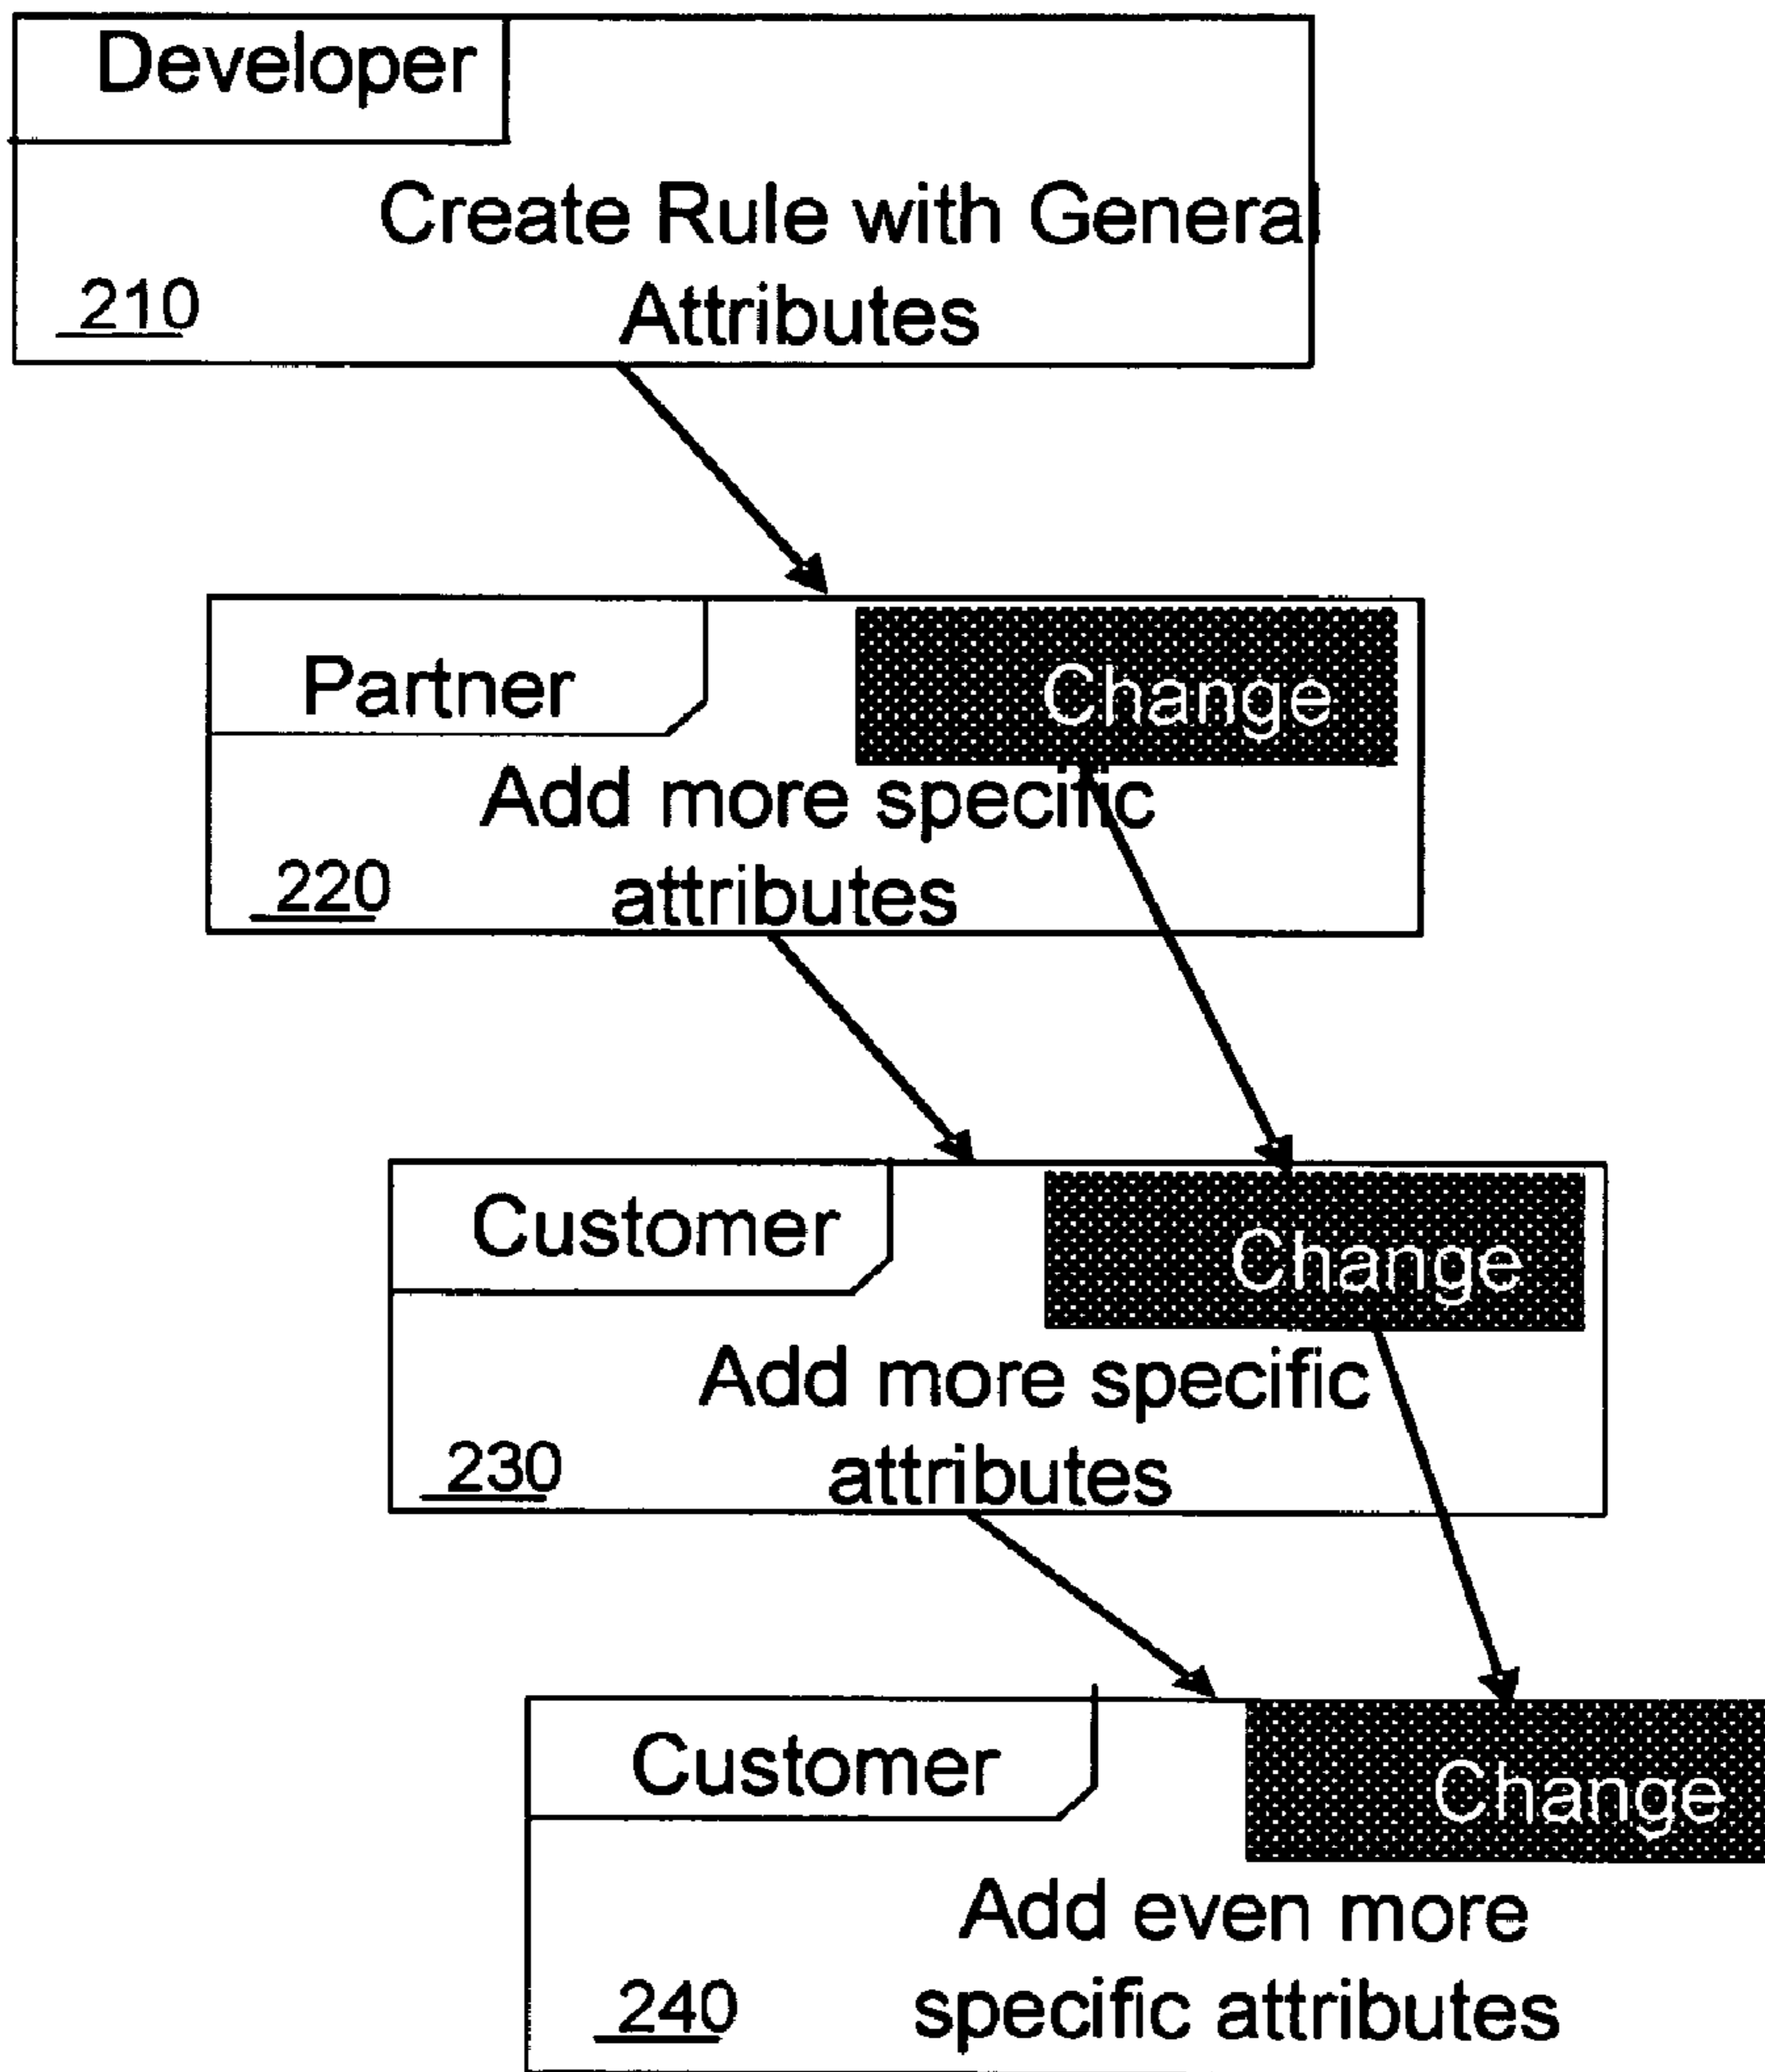 Developer
Create Rule with General
210
Attributes
Partner
Change
Add more specific
220
attributes
Customer
Change
Add more specific
230
attributes
Customer
Change
Add even more
240
specific attributes